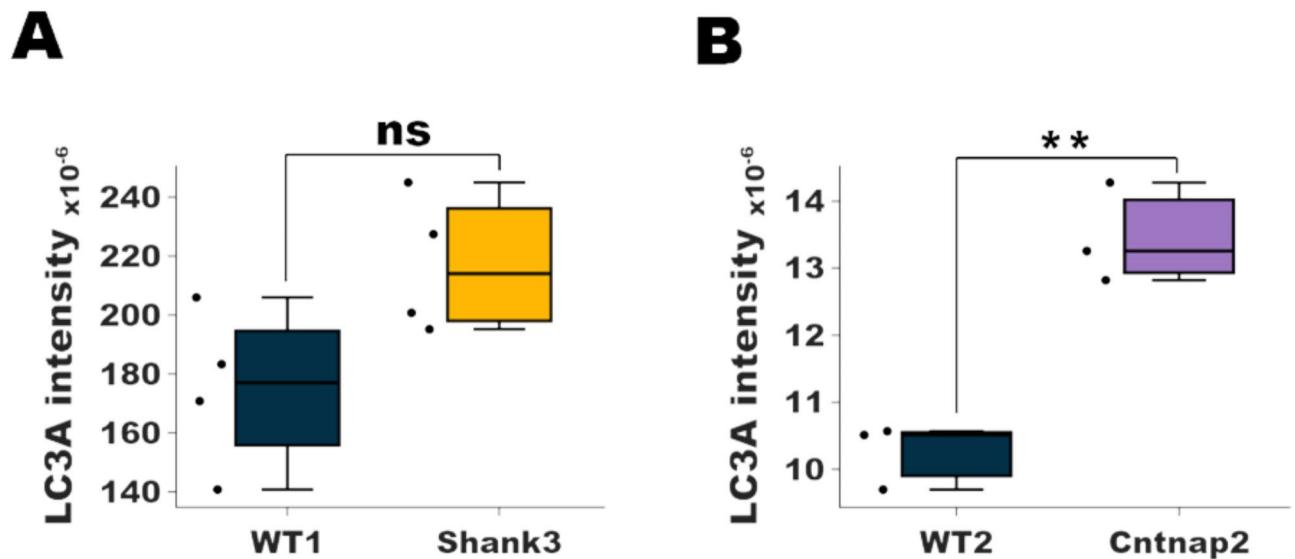 A
B
ns
**
LC3A intensity x10⁻⁶
240
220
200
180
160
140
WT1
Shank3
LC3A intensity x10⁻⁶
14
13
12
11
10
WT2
Cntnap2